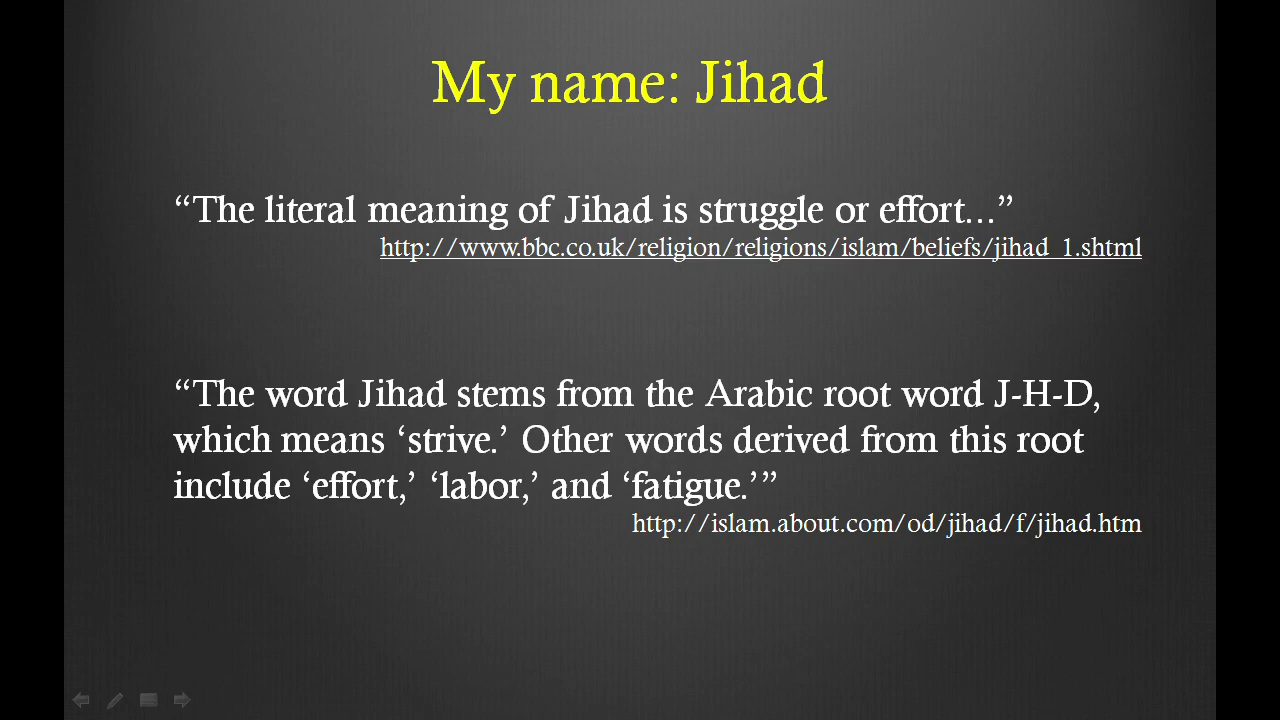 My name: Jihad
“The literal meaning of Jihad is struggle or effort…”
http://www.bbc.co.uk/religion/religions/islam/beliefs/jihad_1.shtml
“The word Jihad stems from the Arabic root word J-H-D,
which means ‘strive.’ Other words derived from this root
include ‘effort,’ ‘labor,’ and ‘fatigue.’”
http://islam.about.com/od/jihad/f/jihad.htm